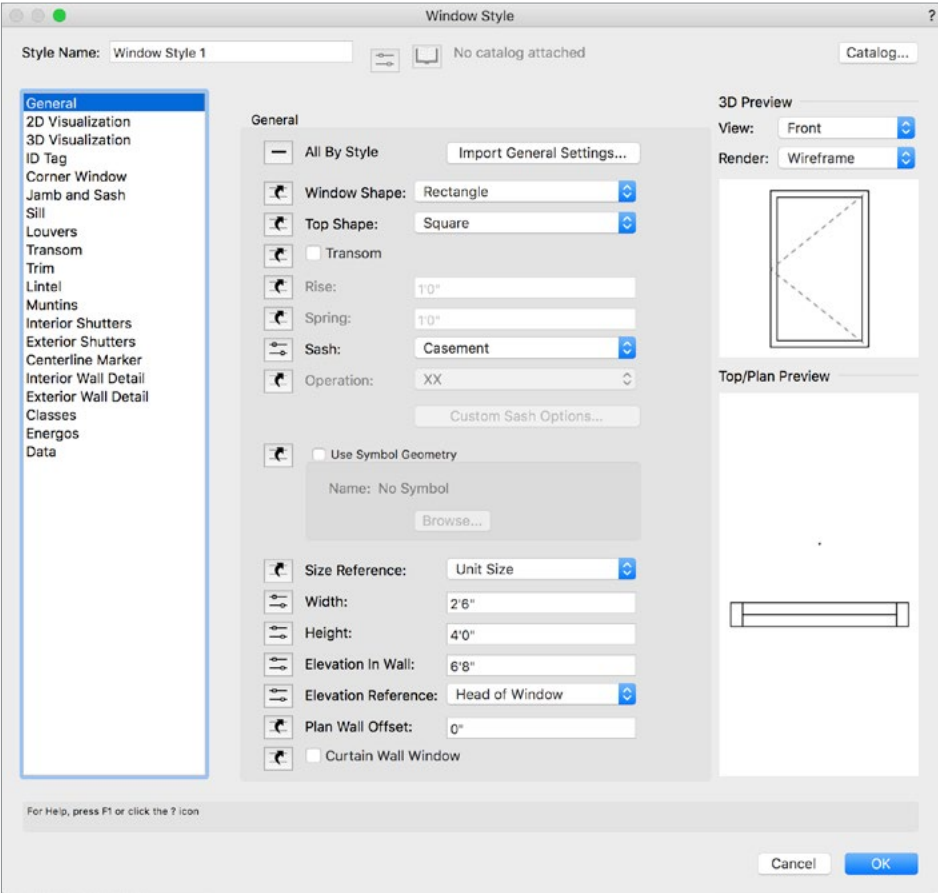 Window Style
?
Style Name: Window Style 1 No catalog attached Catalog...
General
2D Visualization
3D Visualization
ID Tag
Corner Window
Jamb and Sash
Sill
Louvers
Transom
Trim
Lintel
Muntins
Interior Shutters
Exterior Shutters
Centerline Marker
Interior Wall Detail
Exterior Wall Detail
Classes
Energos
Data
General
All By Style Import General Settings...
Window Shape: Rectangle
Top Shape: Square
Transom
Rise: 1'0"
Spring: 1'0"
Sash: Casement
Operation: XX
Custom Sash Options...
Use Symbol Geometry
Name: No Symbol
Browse...
Size Reference: Unit Size
Width: 2'6"
Height: 4'0"
Elevation In Wall: 6'8"
Elevation Reference: Head of Window
Plan Wall Offset: 0"
Curtain Wall Window
3D Preview
View: Front
Render: Wireframe
Top/Plan Preview
For Help, press F1 or click the ? icon
Cancel OK